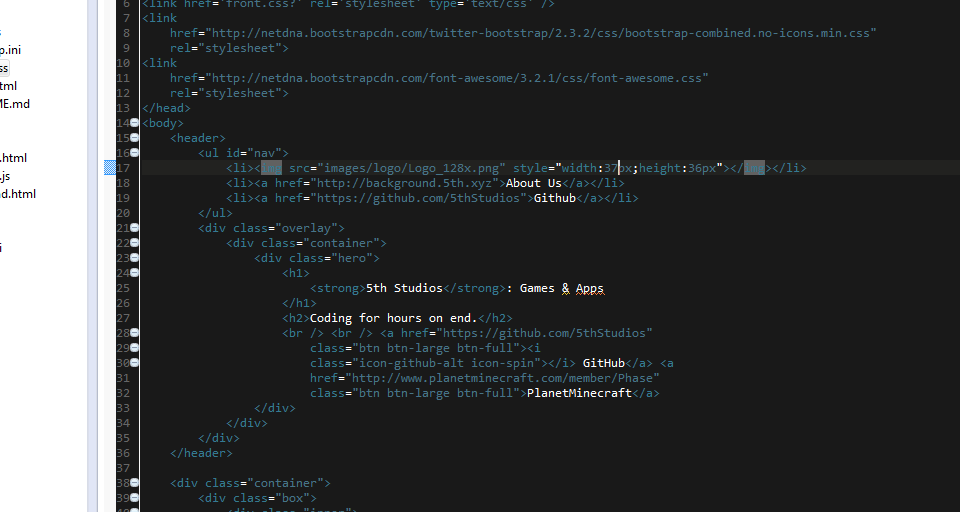 p.ini
ss
tml
ME.md
.html
.js
d.html
i
6 <link href="front.css?" rel="stylesheet" type="text/css" />
7 <link
8 href="http://netdna.bootstrapcdn.com/twitter-bootstrap/2.3.2/css/bootstrap-combined.no-icons.min.css"
9 rel="stylesheet">
10 <link
11 href="http://netdna.bootstrapcdn.com/font-awesome/3.2.1/css/font-awesome.css"
12 rel="stylesheet">
13 </head>
14 <body>
15 <header>
16 <ul id="nav">
17 <li><img src="images/logo/Logo_128x.png" style="width:37px;height:36px"></img></li>
18 <li><a href="http://background.5th.xyz">About Us</a></li>
19 <li><a href="https://github.com/5thStudios">Github</a></li>
20 </ul>
21 <div class="overlay">
22 <div class="container">
23 <div class="hero">
24 <h1>
25 <strong>5th Studios</strong>: Games & Apps
26 </h1>
27 <h2>Coding for hours on end.</h2>
28 <br /> <br /> <a href="https://github.com/5thStudios"
29 class="btn btn-large btn-full"><i
30 class="icon-github-alt icon-spin"></i> GitHub</a> <a
31 href="http://www.planetminecraft.com/member/Phase"
32 class="btn btn-large btn-full">PlanetMinecraft</a>
33 </div>
34 </div>
35 </div>
36 </header>
37
38 <div class="container">
39 <div class="box">